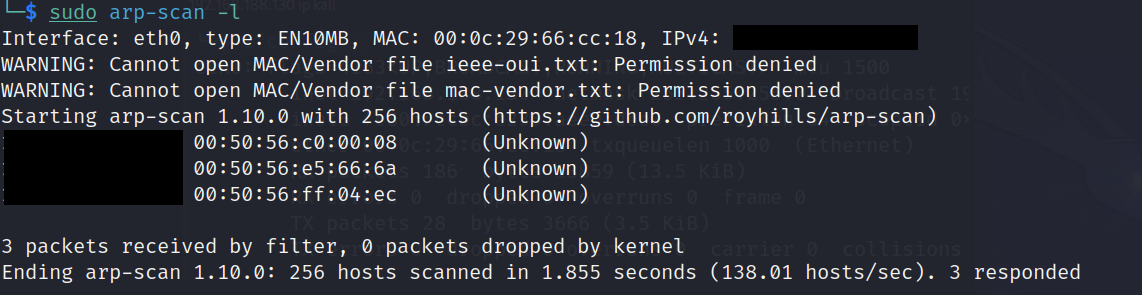 └─$ sudo arp-scan -l
Interface: eth0, type: EN10MB, MAC: 00:0c:29:66:cc:18, IPv4:
WARNING: Cannot open MAC/Vendor file ieee-oui.txt: Permission denied
WARNING: Cannot open MAC/Vendor file mac-vendor.txt: Permission denied
Starting arp-scan 1.10.0 with 256 hosts (https://github.com/royhills/arp-scan)
00:50:56:c0:00:08 (Unknown)
00:50:56:e5:66:6a (Unknown)
00:50:56:ff:04:ec (Unknown)
3 packets received by filter, 0 packets dropped by kernel
Ending arp-scan 1.10.0: 256 hosts scanned in 1.855 seconds (138.01 hosts/sec). 3 responded